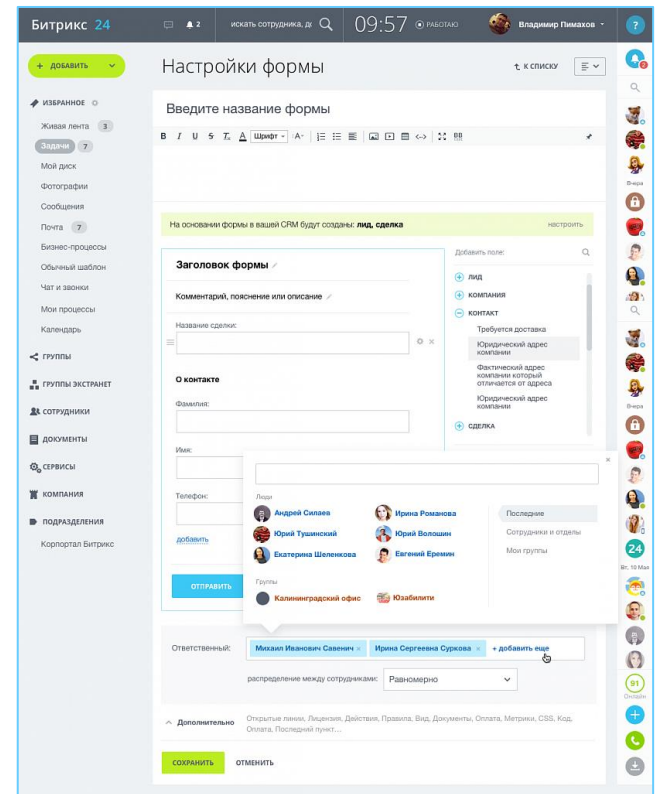 Битрикс 24
2
искать сотрудника, д
09:57
РАБОТАЮ
Владимир Пимахов
?
+ ДОБАВИТЬ
Настройки формы
К СПИСКУ
2
ИЗБРАННОЕ
Живая лента 3
Задачи 7
Мой диск
Фотографии
Сообщения
Почта 7
Бизнес-процессы
Обычный шаблон
Чат и звонки
Мои процессы
Календарь
ГРУППЫ
ГРУППЫ ЭКСТРАНЕТ
СОТРУДНИКИ
ДОКУМЕНТЫ
СЕРВИСЫ
КОМПАНИЯ
ПОДРАЗДЕЛЕНИЯ
Корпортал Битрикс
Введите название формы
B I U S Tx A Шрифт A
На основании формы в вашей CRM будут созданы: лид, сделка
настроить
Заголовок формы
Комментарий, пояснение или описание
Название сделки:
О контакте
Фамилия:
Имя:
Телефон:
добавить
ОТПРАВИТЬ
Добавить поле:
ЛИД
КОМПАНИЯ
КОНТАКТ
Требуется доставка
Юридический адрес
компании
Фактический адрес
компании который
отличается от адреса
Юридический адрес
компании
СДЕЛКА
Люди
Андрей Силаев
Ирина Романова
Юрий Тушинский
Юрий Волошин
Екатерина Шеленкова
Евгений Еремин
Группы
Калининградский офис
Юзабилити
Последние
Сотрудники и отделы
Мои группы
Ответственный:
Михаил Иванович Савенич ×
Ирина Сергеевна Суркова ×
+ добавить еще
распределение между сотрудниками:
Равномерно
Дополнительно
Открытые линии, Лицензия, Действия, Правила. Вид, Документы, Оплата, Метрики, CSS, Код,
Оплата, Последний пункт...
СОХРАНИТЬ
ОТМЕНИТЬ
Вчера
Вчера
24
Вт, 10 Мая
91
Онлайн